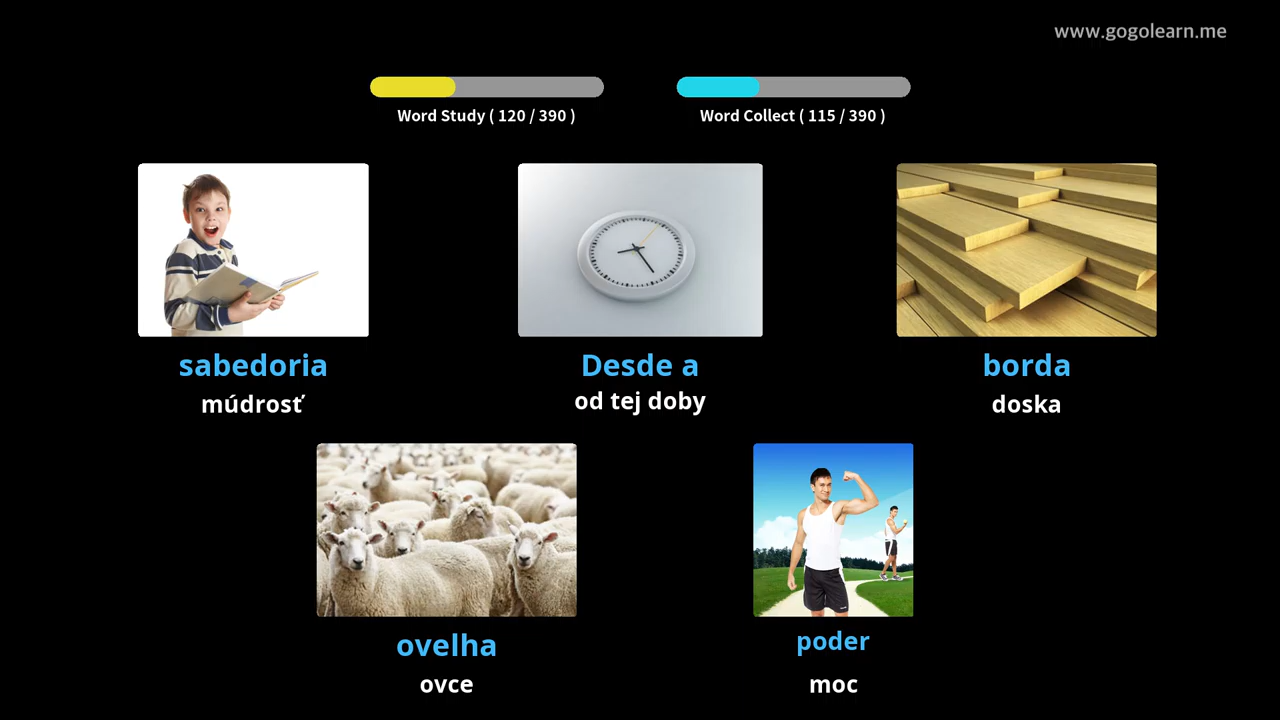 www.gogolearn.me
Word Study ( 120 / 390 )
Word Collect ( 115 / 390 )
sabedoria
múdrosť
Desde a
od tej doby
borda
doska
ovelha
ovce
poder
moc